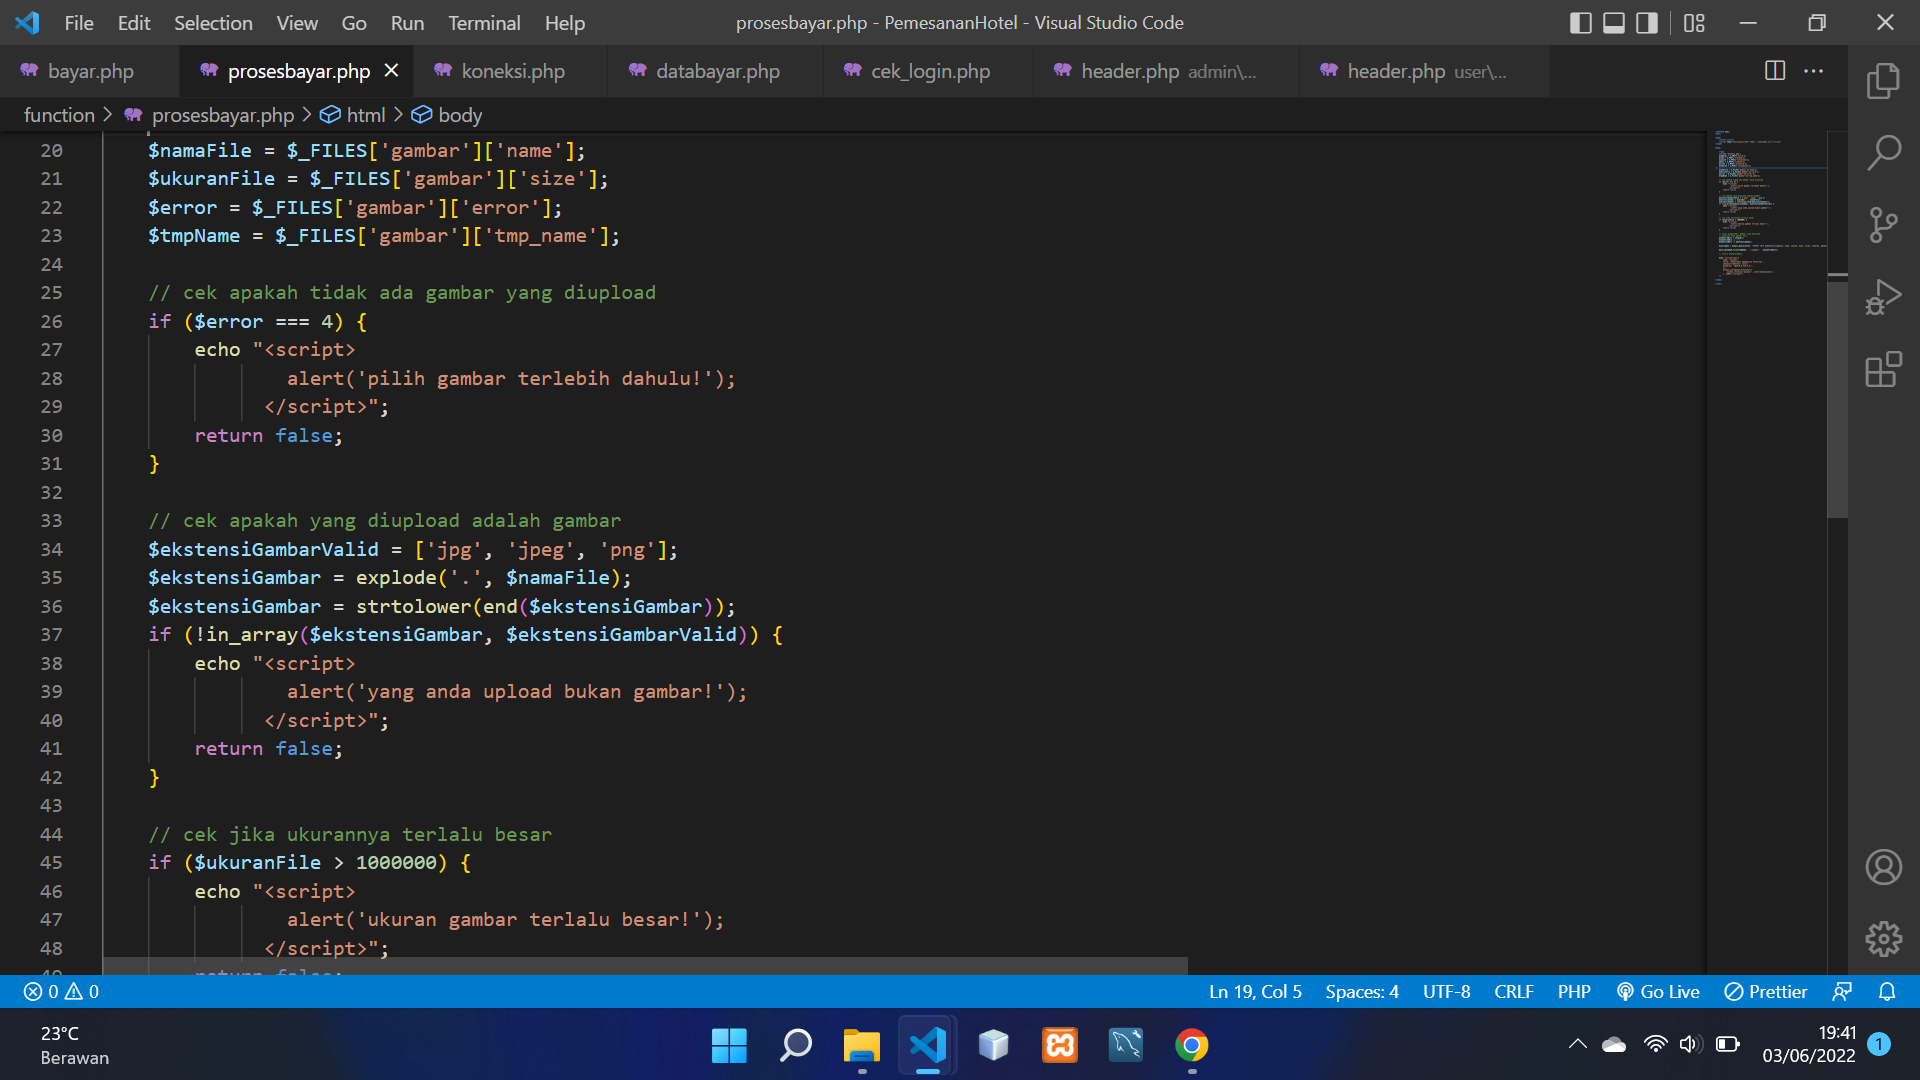 File Edit Selection View Go Run Terminal Help prosesbayar.php - PemesananHotel - Visual Studio Code
bayar.php prosesbayar.php koneksi.php databayar.php cek_login.php header.php admin\... header.php user\...
function > prosesbayar.php > html > body
20 $namaFile = $_FILES['gambar']['name'];
21 $ukuranFile = $_FILES['gambar']['size'];
22 $error = $_FILES['gambar']['error'];
23 $tmpName = $_FILES['gambar']['tmp_name'];
24
25 // cek apakah tidak ada gambar yang diupload
26 if ($error === 4) {
27 echo "<script>
28 alert('pilih gambar terlebih dahulu!');
29 </script>";
30 return false;
31 }
32
33 // cek apakah yang diupload adalah gambar
34 $ekstensiGambarValid = ['jpg', 'jpeg', 'png'];
35 $ekstensiGambar = explode('.', $namaFile);
36 $ekstensiGambar = strtolower(end($ekstensiGambar));
37 if (!in_array($ekstensiGambar, $ekstensiGambarValid)) {
38 echo "<script>
39 alert('yang anda upload bukan gambar!');
40 </script>";
41 return false;
42 }
43
44 // cek jika ukurannya terlalu besar
45 if ($ukuranFile > 1000000) {
46 echo "<script>
47 alert('ukuran gambar terlalu besar!');
48 </script>";
49 return false;
0 0 Ln 19, Col 5 Spaces: 4 UTF-8 CRLF PHP Go Live Prettier
23°C
Berawan
19:41
03/06/2022
1